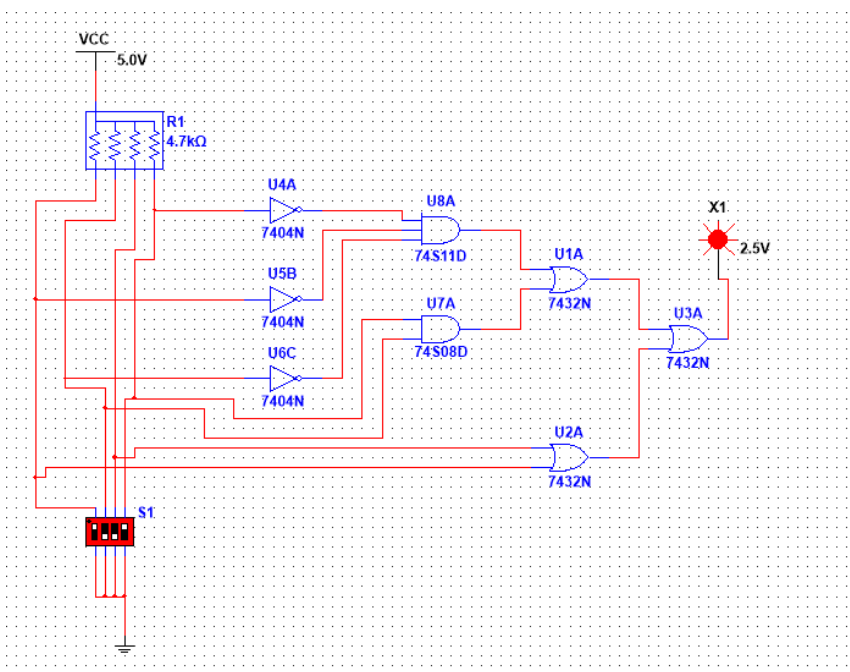 VCC
5.0V
R1
4.7kΩ
U4A
7404N
U8A
74S11D
X1
2.5V
U5B
7404N
U1A
7432N
U7A
74S08D
U3A
7432N
U6C
7404N
U2A
7432N
S1